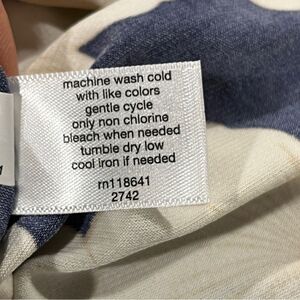 machine wash cold
with like colors
gentle cycle
only non chlorine
bleach when needed
tumble dry low
cool iron if needed
rn118641
2742